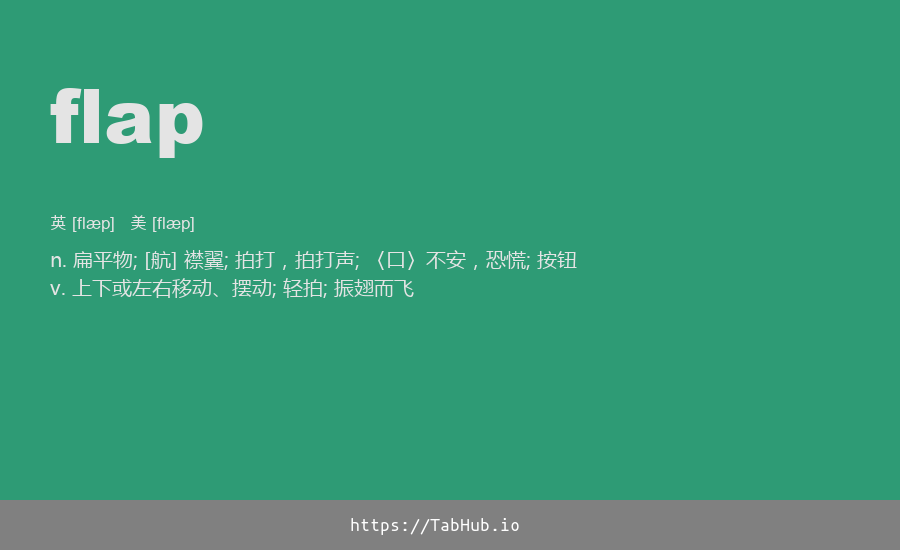 flap
英 [flæp] 美 [flæp]
n. 扁平物; [航] 襟翼; 拍打，拍打声; 〈口〉不安，恐慌; 按钮
v. 上下或左右移动、摆动; 轻拍; 振翅而飞
https://TabHub.io